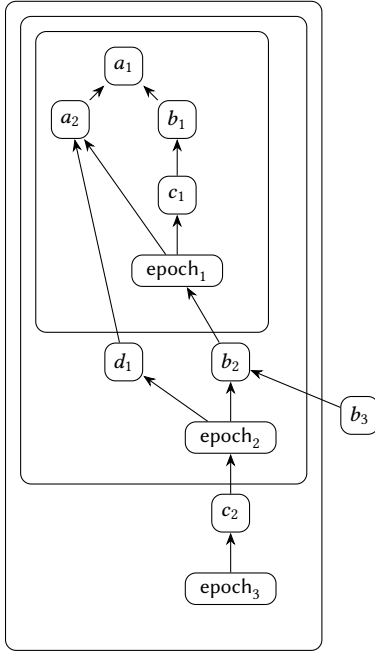 a₁
a₂
b₁
c₁
epoch₁
d₁
b₂
b₃
epoch₂
c₂
epoch₃